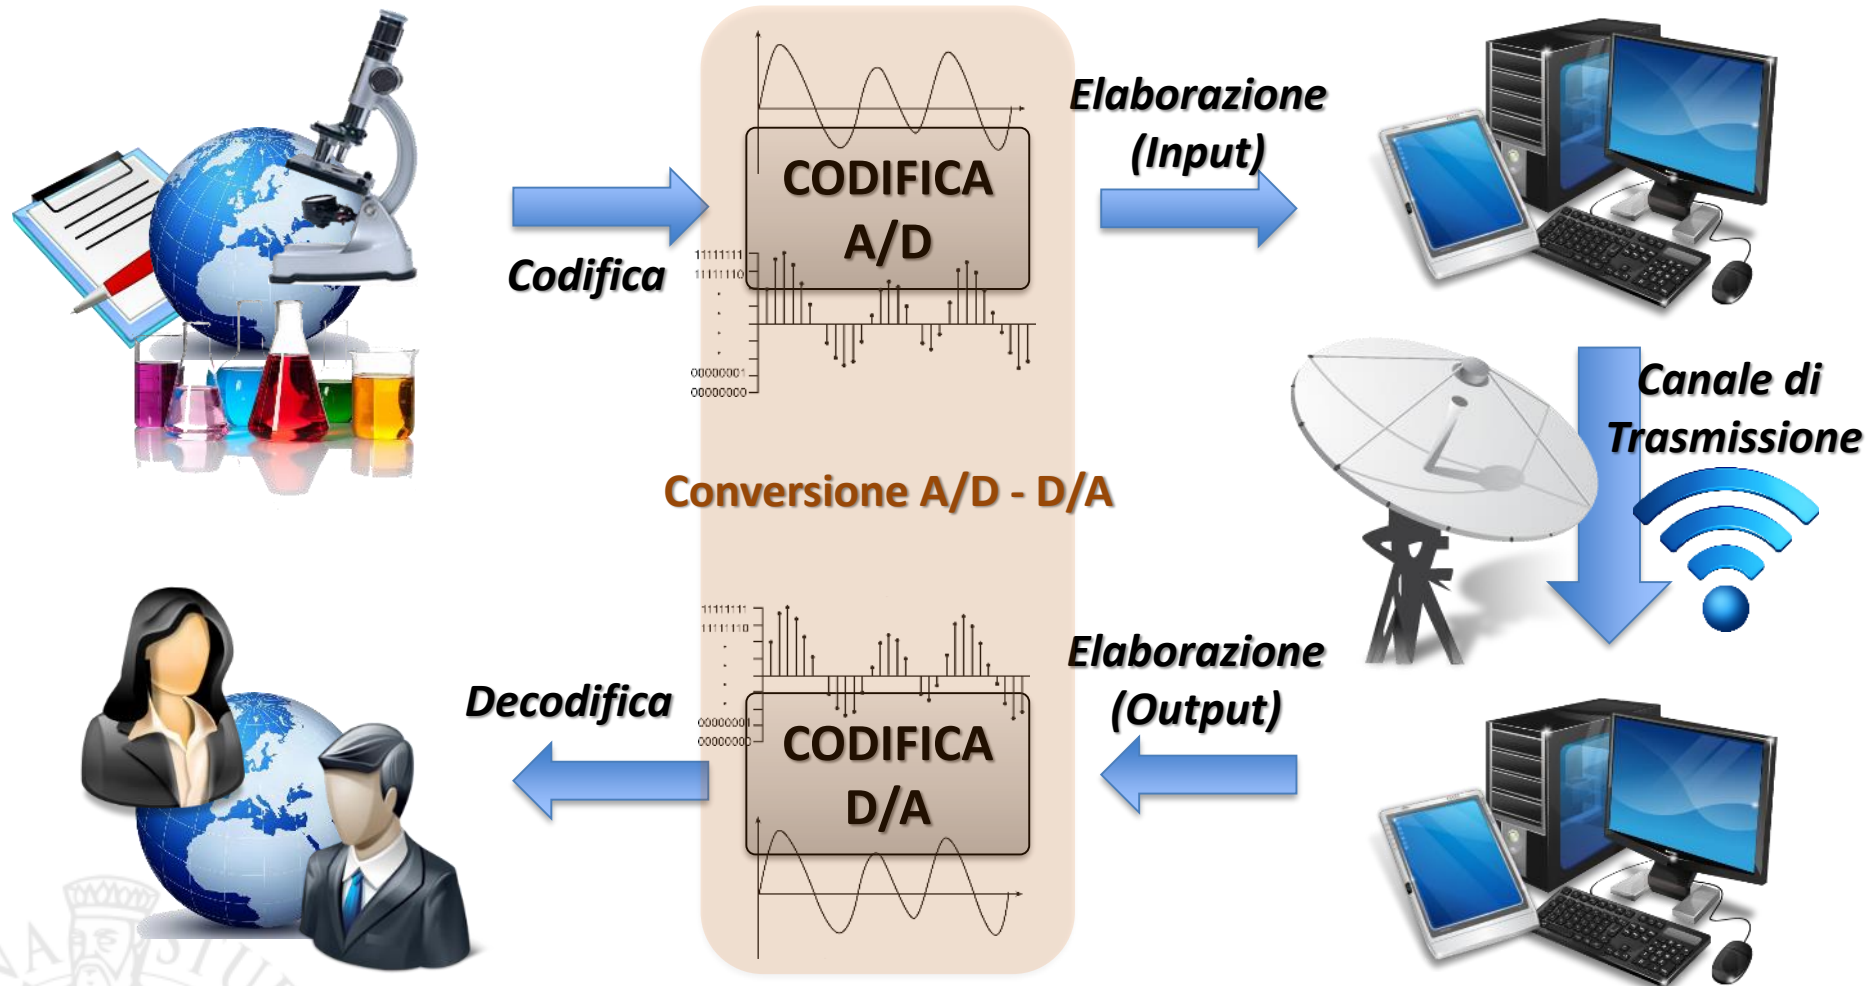 Codifica
CODIFICA
A/D
11111111
11111110
00000001
00000000
Elaborazione
(Input)
Canale di
Trasmissione
Conversione A/D - D/A
Elaborazione
(Output)
11111111
11111110
00000001
00000000
CODIFICA
D/A
Decodifica